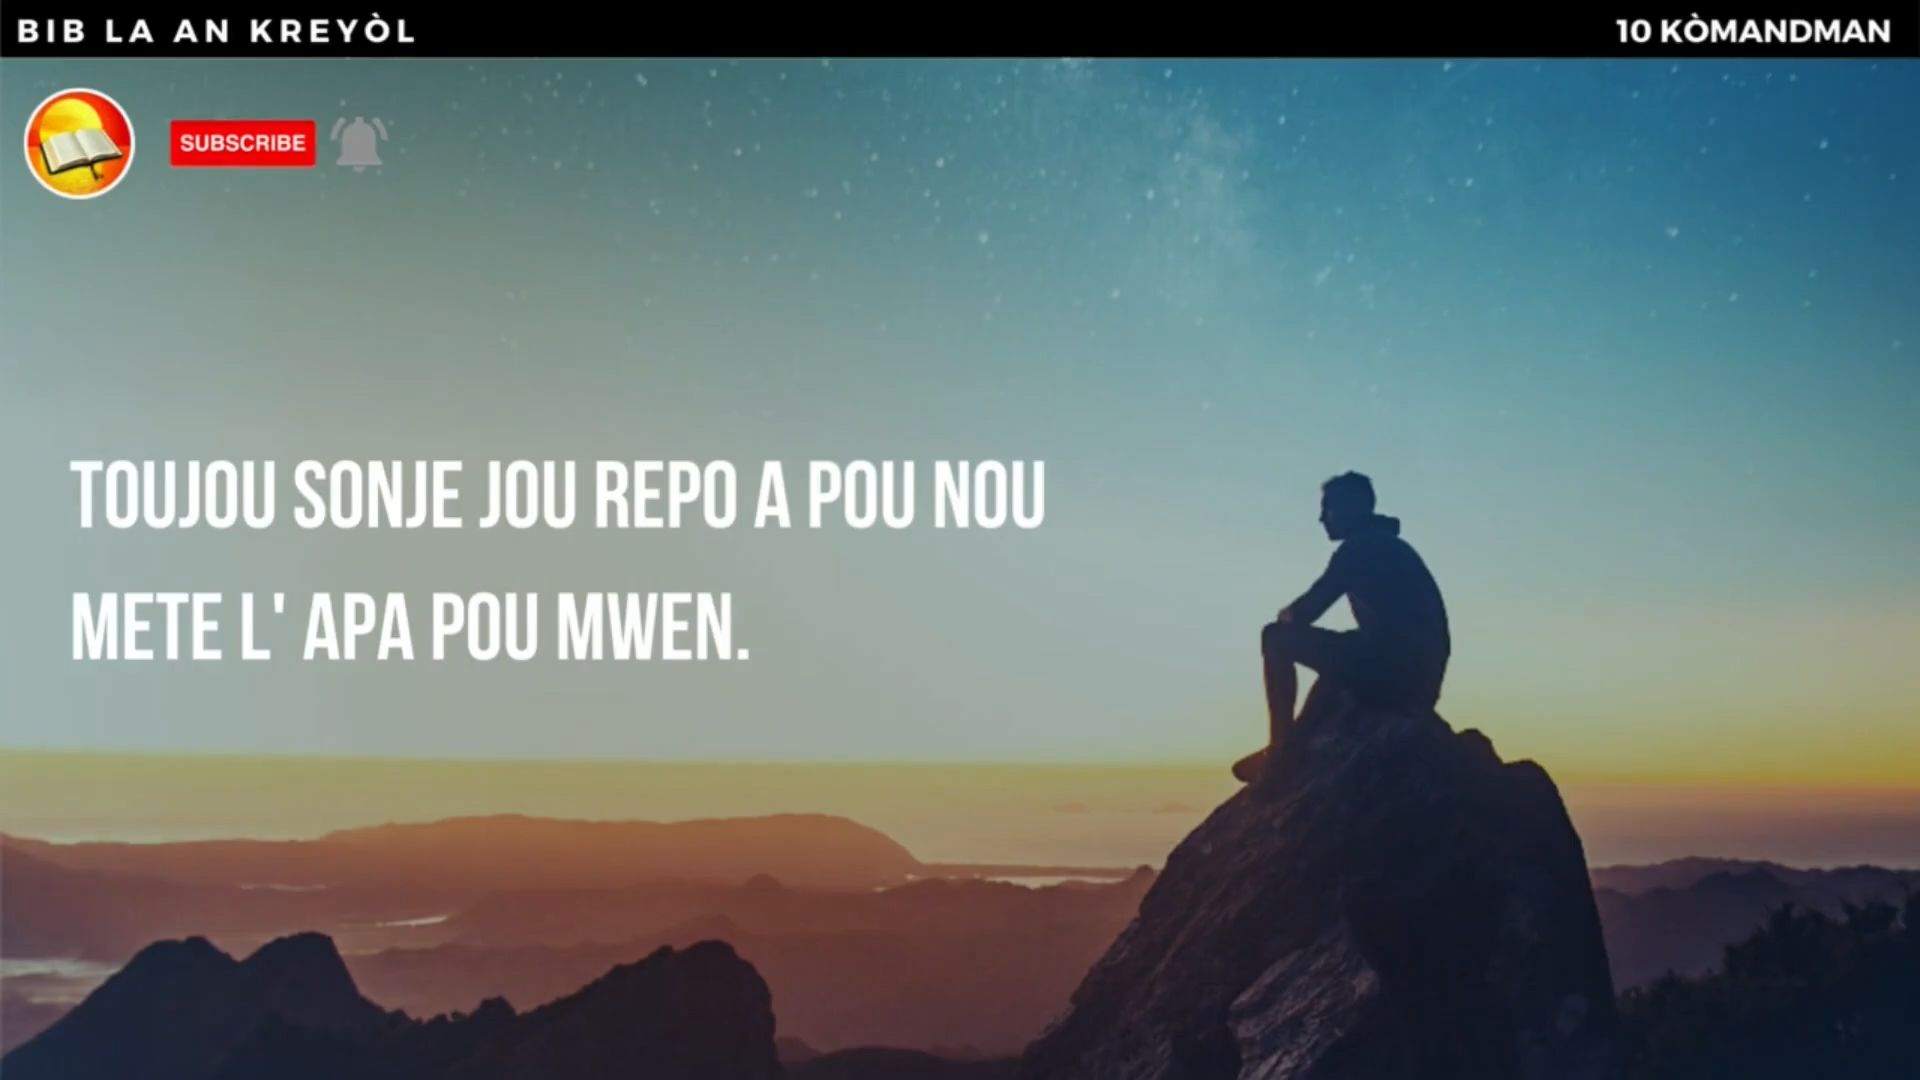 BIB LA AN KREYÒL
10 KÒMANDMAN
SUBSCRIBE
TOUJOU SONJE JOU REPO A POU NOU
METE L' APA POU MWEN.